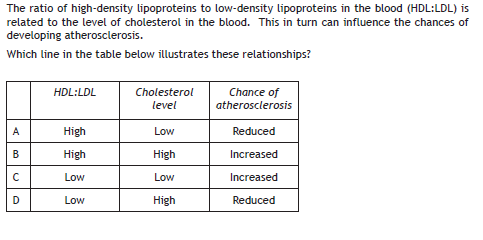 The ratio of high-density lipoproteins to low-density lipoproteins in the blood (HDL:LDL) is
related to the level of cholesterol in the blood. This in turn can influence the chances of
developing atherosclerosis.
Which line in the table below illustrates these relationships?
HDL:LDL Cholesterol level Chance of atherosclerosis
A High Low Reduced
B High High Increased
C Low Low Increased
D Low High Reduced